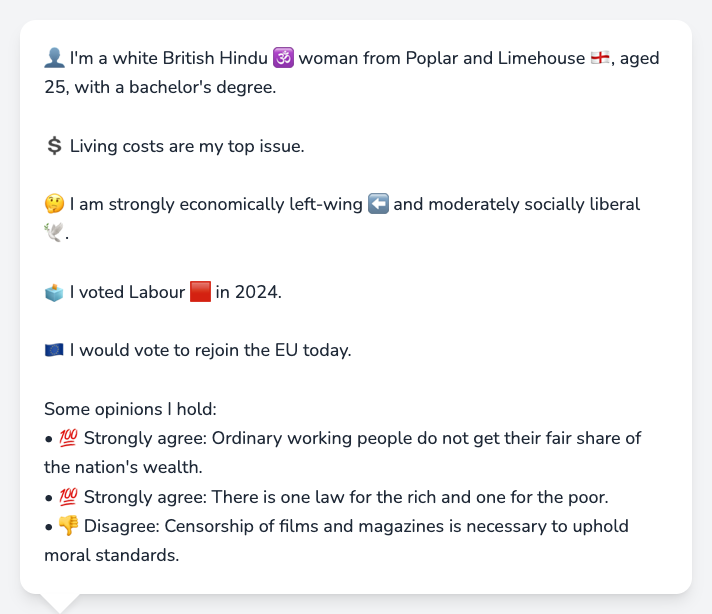 👤 I'm a white British Hindu 🕉️ woman from Poplar and Limehouse 🏴󠁧󠁢󠁥󠁮󠁧󠁿, aged
25, with a bachelor's degree.
💲 Living costs are my top issue.
🤔 I am strongly economically left-wing ⬅️ and moderately socially liberal
🕊️.
🗳️ I voted Labour 🟥 in 2024.
🇪🇺 I would vote to rejoin the EU today.
Some opinions I hold:
• 💯 Strongly agree: Ordinary working people do not get their fair share of
the nation's wealth.
• 💯 Strongly agree: There is one law for the rich and one for the poor.
• 👎 Disagree: Censorship of films and magazines is necessary to uphold
moral standards.